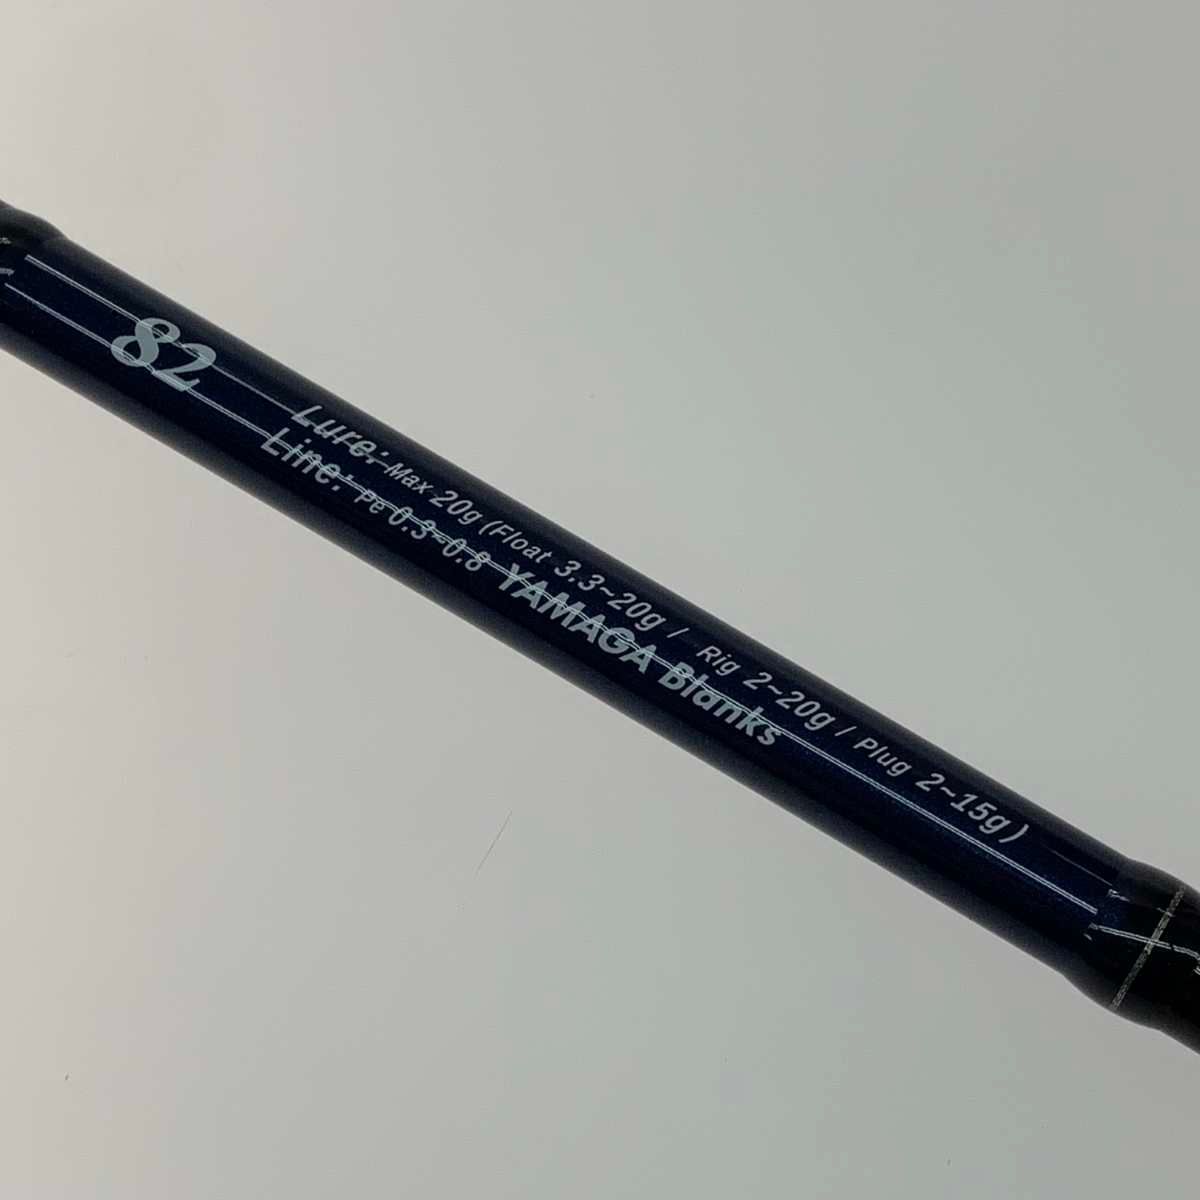 82
Lure: Max 20g (Float 3.3~20g / Rig 2~20g / Plug 2~15g)
Line: Pe 0.3~0.8 YAMAGA Blanks